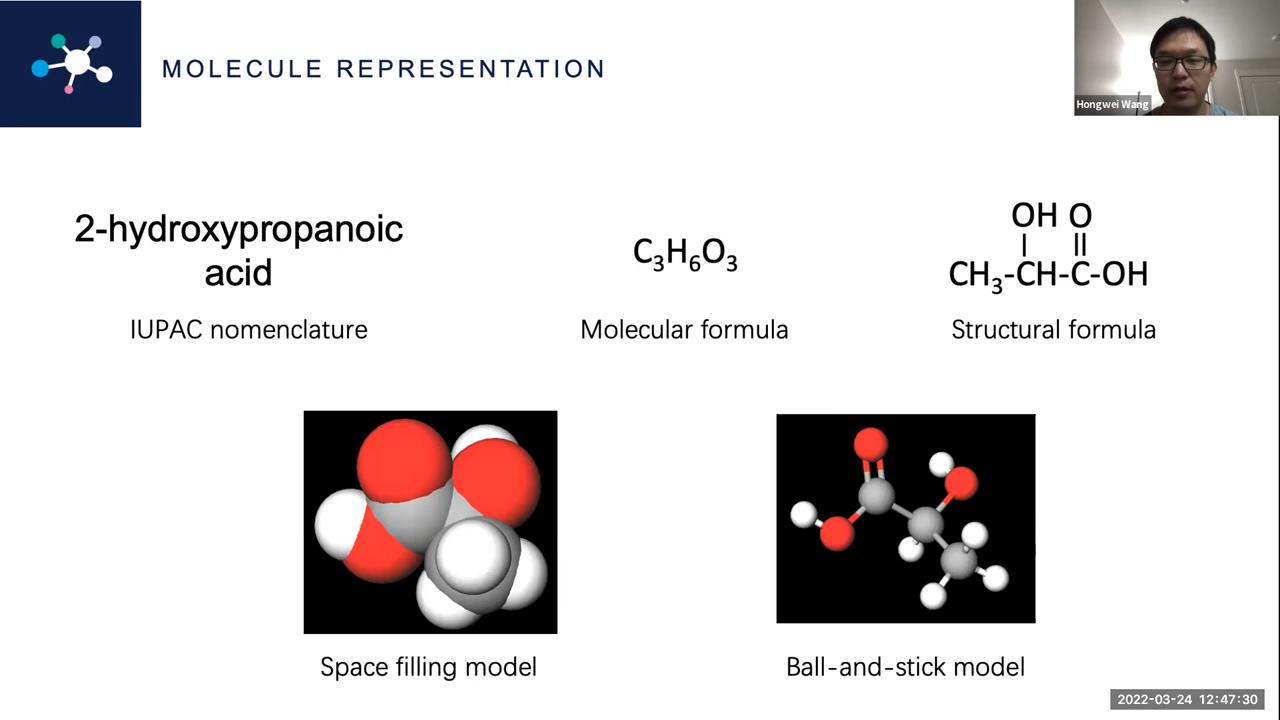 MOLECULE REPRESENTATION
Hongwei Wang
2-hydroxypropanoic
acid
IUPAC nomenclature
C₃H₆O₃
Molecular formula
OH O
CH₃-CH-C-OH
Structural formula
Space filling model
Ball-and-stick model
2022-03-24 12:47:30